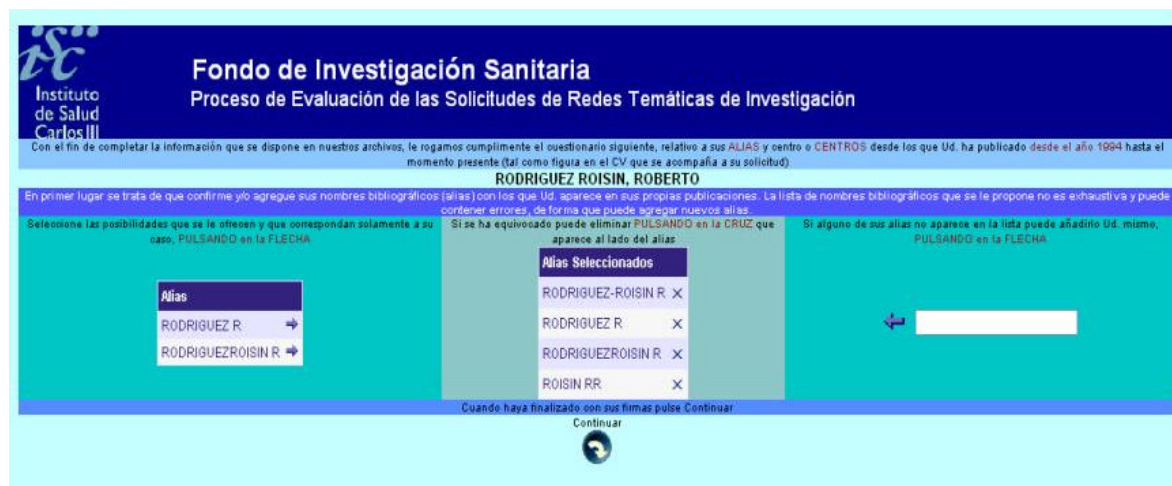 isc
Instituto
de Salud
Carlos III
Fondo de Investigación Sanitaria
Proceso de Evaluación de las Solicitudes de Redes Temáticas de Investigación
Con el fin de completar la información que se dispone en nuestros archivos, le rogamos cumplimente el cuestionario siguiente, relativo a sus ALIAS y centro o CENTROS desde los que Ud. ha publicado desde el año 1994 hasta el
momento presente (tal como figura en el CV que se acompaña a su solicitud)
RODRIGUEZ ROISIN, ROBERTO
En primer lugar se trata de que confirme y/o agregue sus nombres bibliográficos (alias) con los que Ud. aparece en sus propias publicaciones. La lista de nombres bibliográficos que se le propone no es exhaustiva y puede
contener errores, de forma que puede agregar nuevos alias.
Seleccione las posibilidades que se le ofrecen y que correspondan solamente a su
caso, PULSANDO en la FLECHA
Alias
RODRIGUEZ R
RODRIGUEZROISIN R
Si se ha equivocado puede eliminar PULSANDO en la CRUZ que
aparece al lado del alias
Alias Seleccionados
RODRIGUEZ-ROISIN R X
RODRIGUEZ R X
RODRIGUEZROISIN R X
ROISIN RR X
Si alguno de sus alias no aparece en la lista puede añadirlo Ud. mismo,
PULSANDO en la FLECHA
Cuando haya finalizado con sus firmas pulse Continuar
Continuar